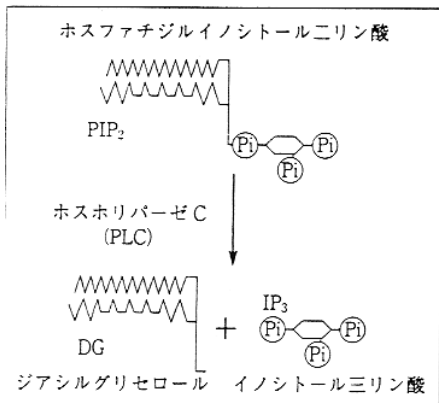 ホスファチジルイノシトール二リン酸
PIP₂
Pi
Pi
Pi
ホスホリパーゼC
(PLC)
DG
+
IP₃
Pi
Pi
Pi
ジアシルグリセロール イノシトール三リン酸